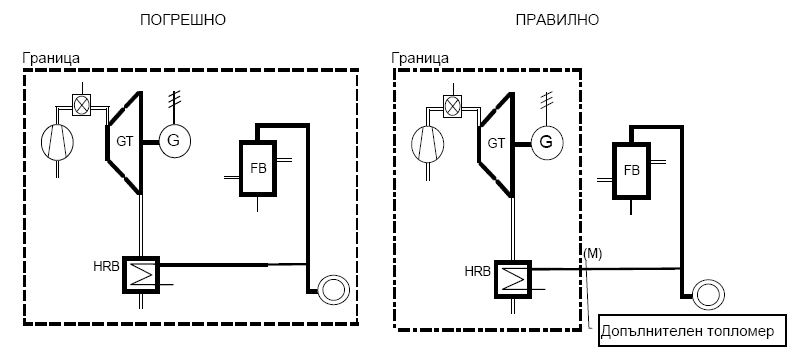 ПОГРЕШНО
Граница
GT
G
FB
HRB
ПРАВИЛНО
Граница
GT
G
FB
HRB
(M)
Допълнителен топломер